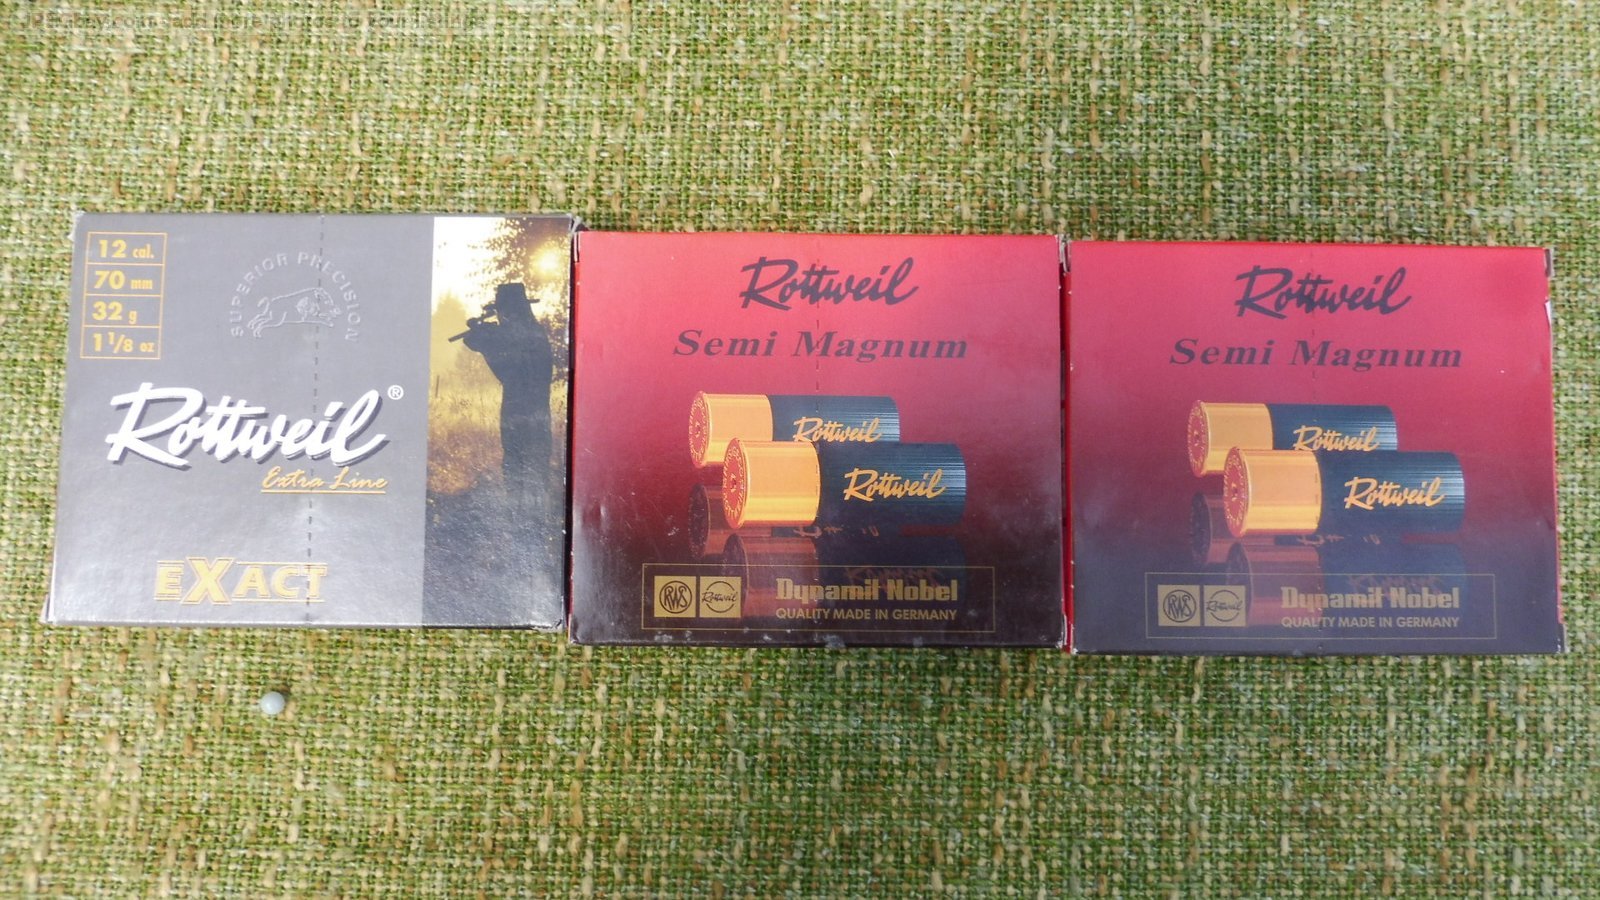 12 cal.
70 mm
32 g
1 1/8 oz
SUPERIOR PRECISION
Rottweil®
Extra Line
EXACT
Rottweil
Semi Magnum
Rottweil
Rottweil
RWS
Rottweil
Dynamit Nobel
QUALITY MADE IN GERMANY
Rottweil
Semi Magnum
Rottweil
Rottweil
RWS
Rottweil
Dynamit Nobel
QUALITY MADE IN GERMANY